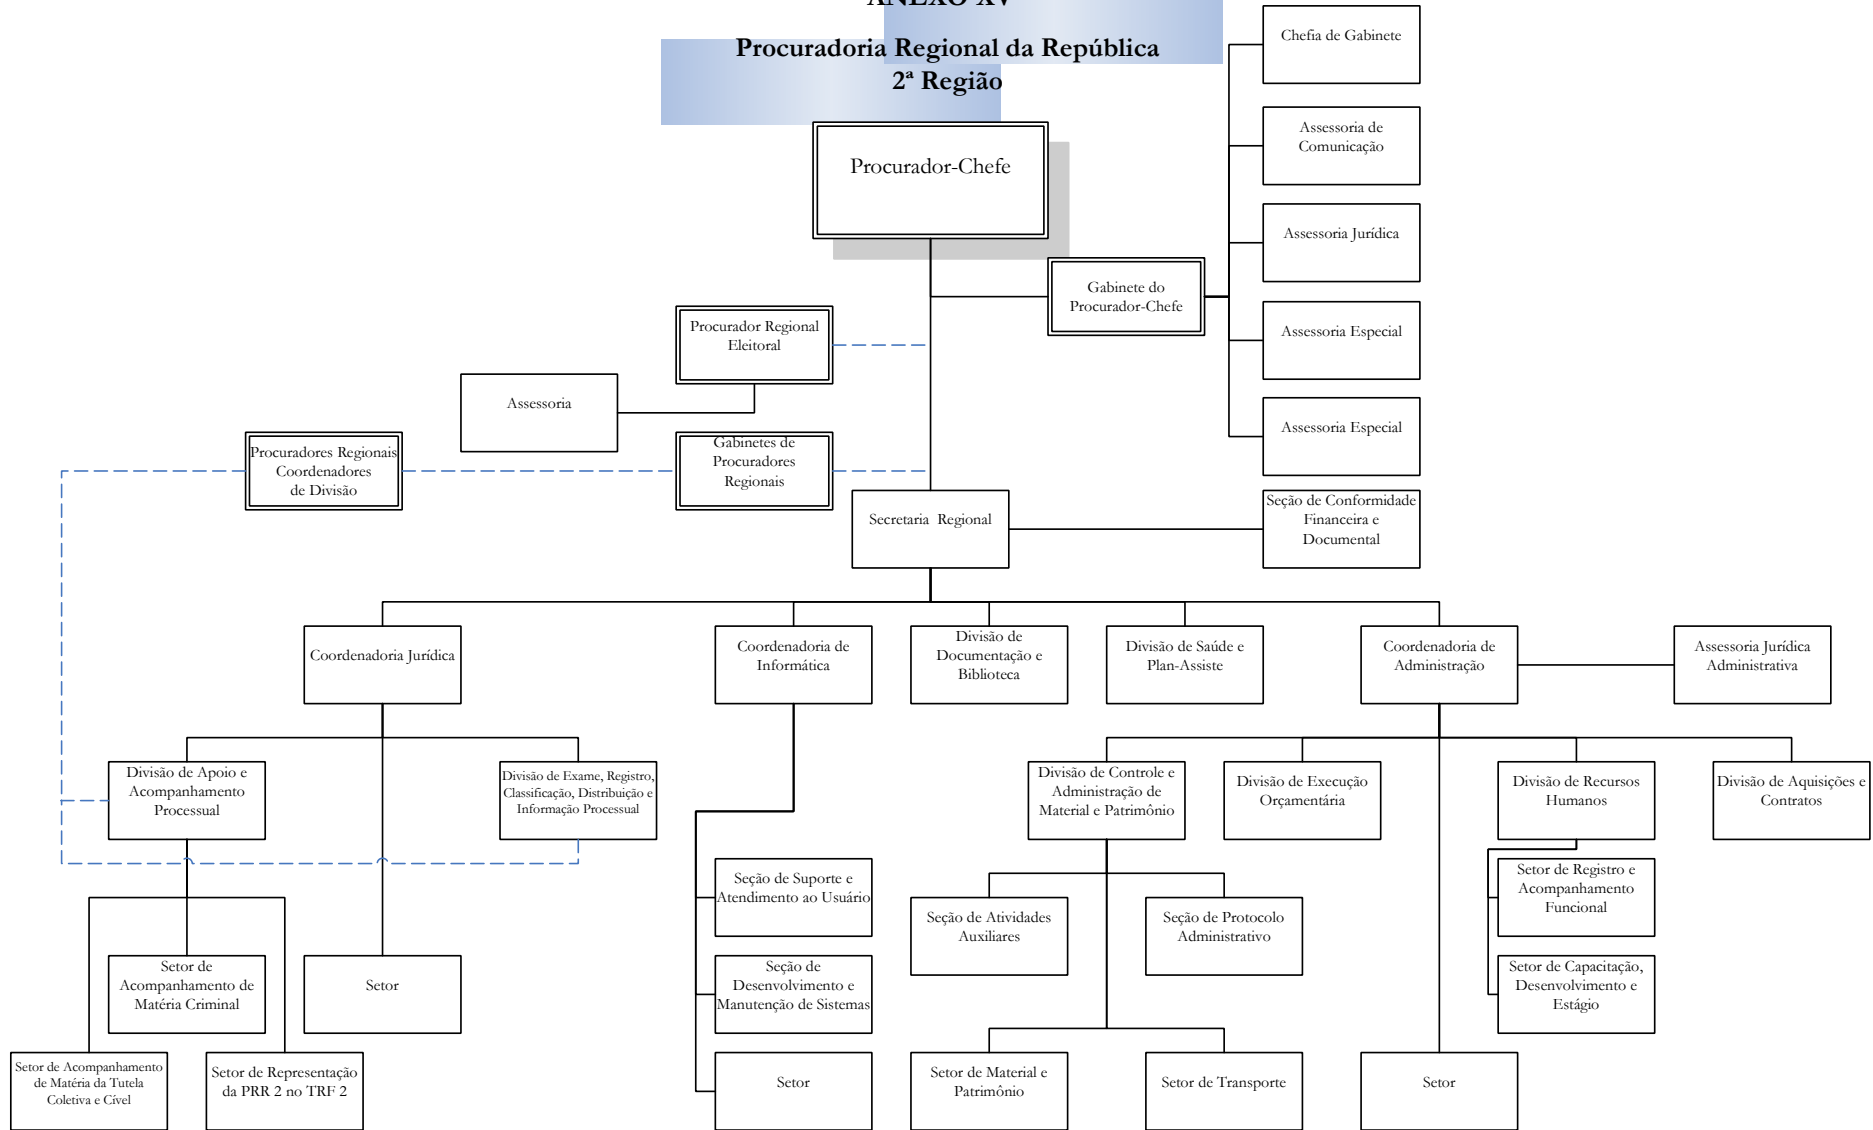 ANEXO XV
Procuradoria Regional da República
2ª Região
Chefia de Gabinete
Assessoria de
Comunicação
Procurador-Chefe
Assessoria Jurídica
Gabinete do
Procurador-Chefe
Procurador Regional
Eleitoral
Assessoria Especial
Assessoria
Assessoria Especial
Procuradores Regionais
Coordenadores
de Divisão
Gabinetes de
Procuradores
Regionais
Secretaria Regional
Seção de Conformidade
Financeira e
Documental
Coordenadoria Jurídica
Coordenadoria de
Informática
Divisão de
Documentação e
Biblioteca
Divisão de Saúde e
Plan-Assiste
Coordenadoria de
Administração
Assessoria Jurídica
Administrativa
Divisão de Apoio e
Acompanhamento
Processual
Divisão de Exame, Registro,
Classificação, Distribuição e
Informação Processual
Divisão de Controle e
Administração de
Material e Patrimônio
Divisão de Execução
Orçamentária
Divisão de Recursos
Humanos
Divisão de Aquisições e
Contratos
Seção de Suporte e
Atendimento ao Usuário
Seção de Atividades
Auxiliares
Seção de Protocolo
Administrativo
Setor de Registro e
Acompanhamento
Funcional
Setor de
Acompanhamento de
Matéria Criminal
Setor
Seção de
Desenvolvimento e
Manutenção de Sistemas
Setor de Capacitação,
Desenvolvimento e
Estágio
Setor de Acompanhamento
de Matéria da Tutela
Coletiva e Cível
Setor de Representação
da PRR 2 no TRF 2
Setor
Setor de Material e
Patrimônio
Setor de Transporte
Setor